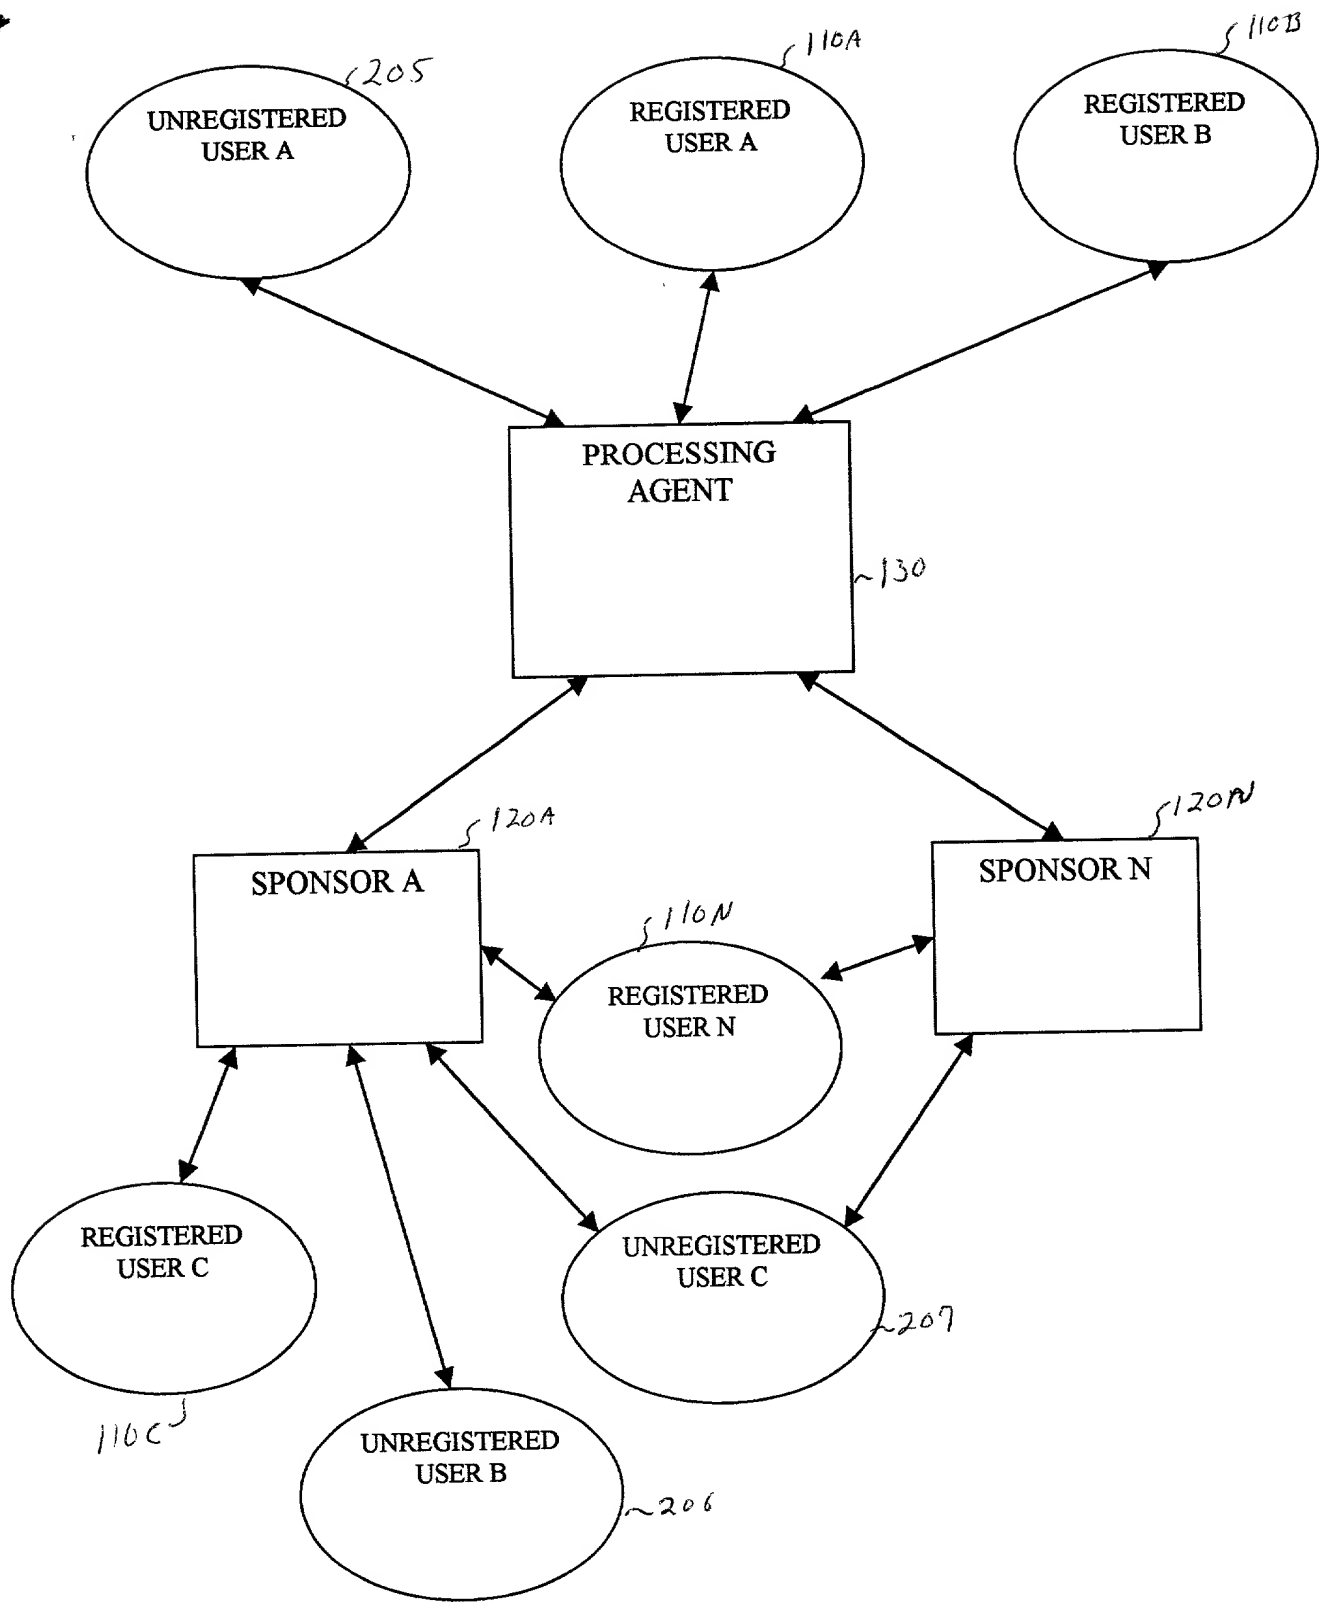 205
110A
110B
UNREGISTERED
USER A
REGISTERED
USER A
REGISTERED
USER B
PROCESSING
AGENT
130
120A
120N
SPONSOR A
SPONSOR N
110N
REGISTERED
USER N
REGISTERED
USER C
UNREGISTERED
USER C
207
110C
UNREGISTERED
USER B
206